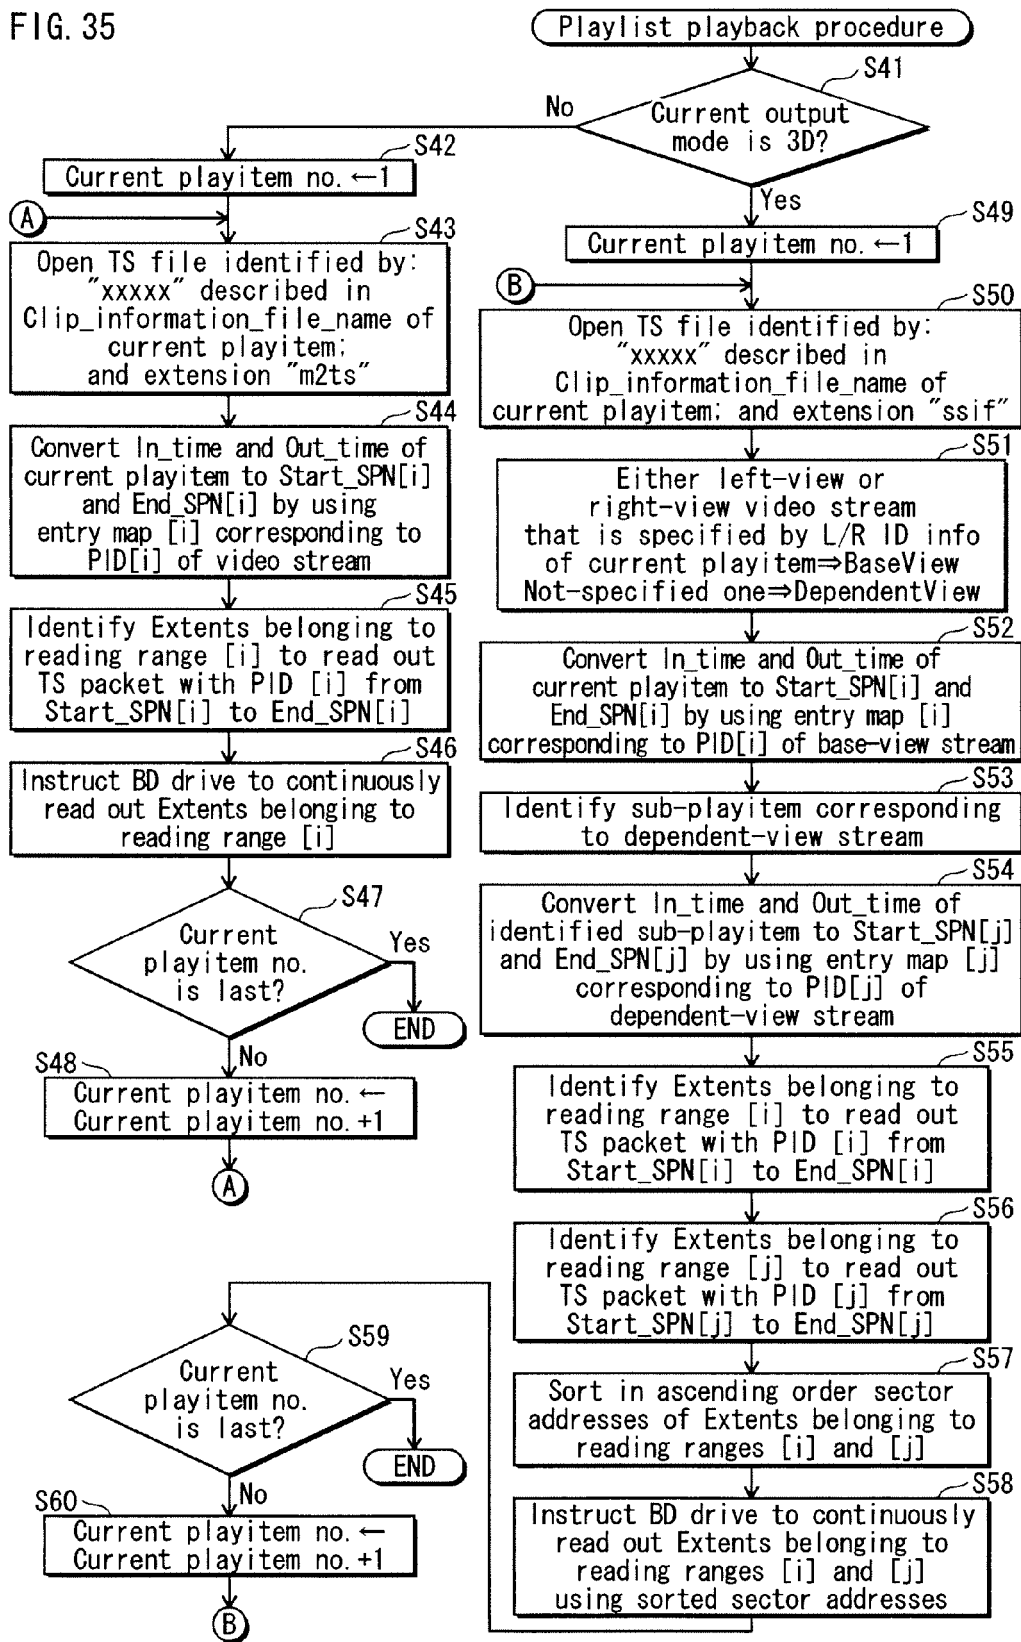 FIG. 35
Playlist playback procedure
S41
Current output
mode is 3D?
No
Yes
S42
Current playitem no. ←1
A
S43
Open TS file identified by:
"xxxxx" described in
Clip_information_file_name of
current playitem;
and extension "m2ts"
S44
Convert In_time and Out_time of
current playitem to Start_SPN[i]
and End_SPN[i] by using
entry map [i] corresponding to
PID[i] of video stream
S45
Identify Extents belonging to
reading range [i] to read out
TS packet with PID [i] from
Start_SPN[i] to End_SPN[i]
S46
Instruct BD drive to continuously
read out Extents belonging to
reading range [i]
S47
Current
playitem no.
is last?
Yes
END
No
S48
Current playitem no. ←
Current playitem no.+1
A
S49
Current playitem no. ←1
B
S50
Open TS file identified by:
"xxxxx" described in
Clip_information_file_name of
current playitem; and extension "ssif"
S51
Either left-view or
right-view video stream
that is specified by L/R ID info
of current playitem⇒BaseView
Not-specified one⇒DependentView
S52
Convert In_time and Out_time of
current playitem to Start_SPN[i] and
End_SPN[i] by using entry map [i]
corresponding to PID[i] of base-view stream
S53
Identify sub-playitem corresponding
to dependent-view stream
S54
Convert In_time and Out_time of
identified sub-playitem to Start_SPN[j]
and End_SPN[j] by using entry map [j]
corresponding to PID[j] of
dependent-view stream
S55
Identify Extents belonging to
reading range [i] to read out
TS packet with PID [i] from
Start_SPN[i] to End_SPN[i]
S56
Identify Extents belonging to
reading range [j] to read out
TS packet with PID [j] from
Start_SPN[j] to End_SPN[j]
S57
Sort in ascending order sector
addresses of Extents belonging to
reading ranges [i] and [j]
S58
Instruct BD drive to continuously
read out Extents belonging to
reading ranges [i] and [j]
using sorted sector addresses
S59
Current
playitem no.
is last?
Yes
END
No
S60
Current playitem no. ←
Current playitem no.+1
B